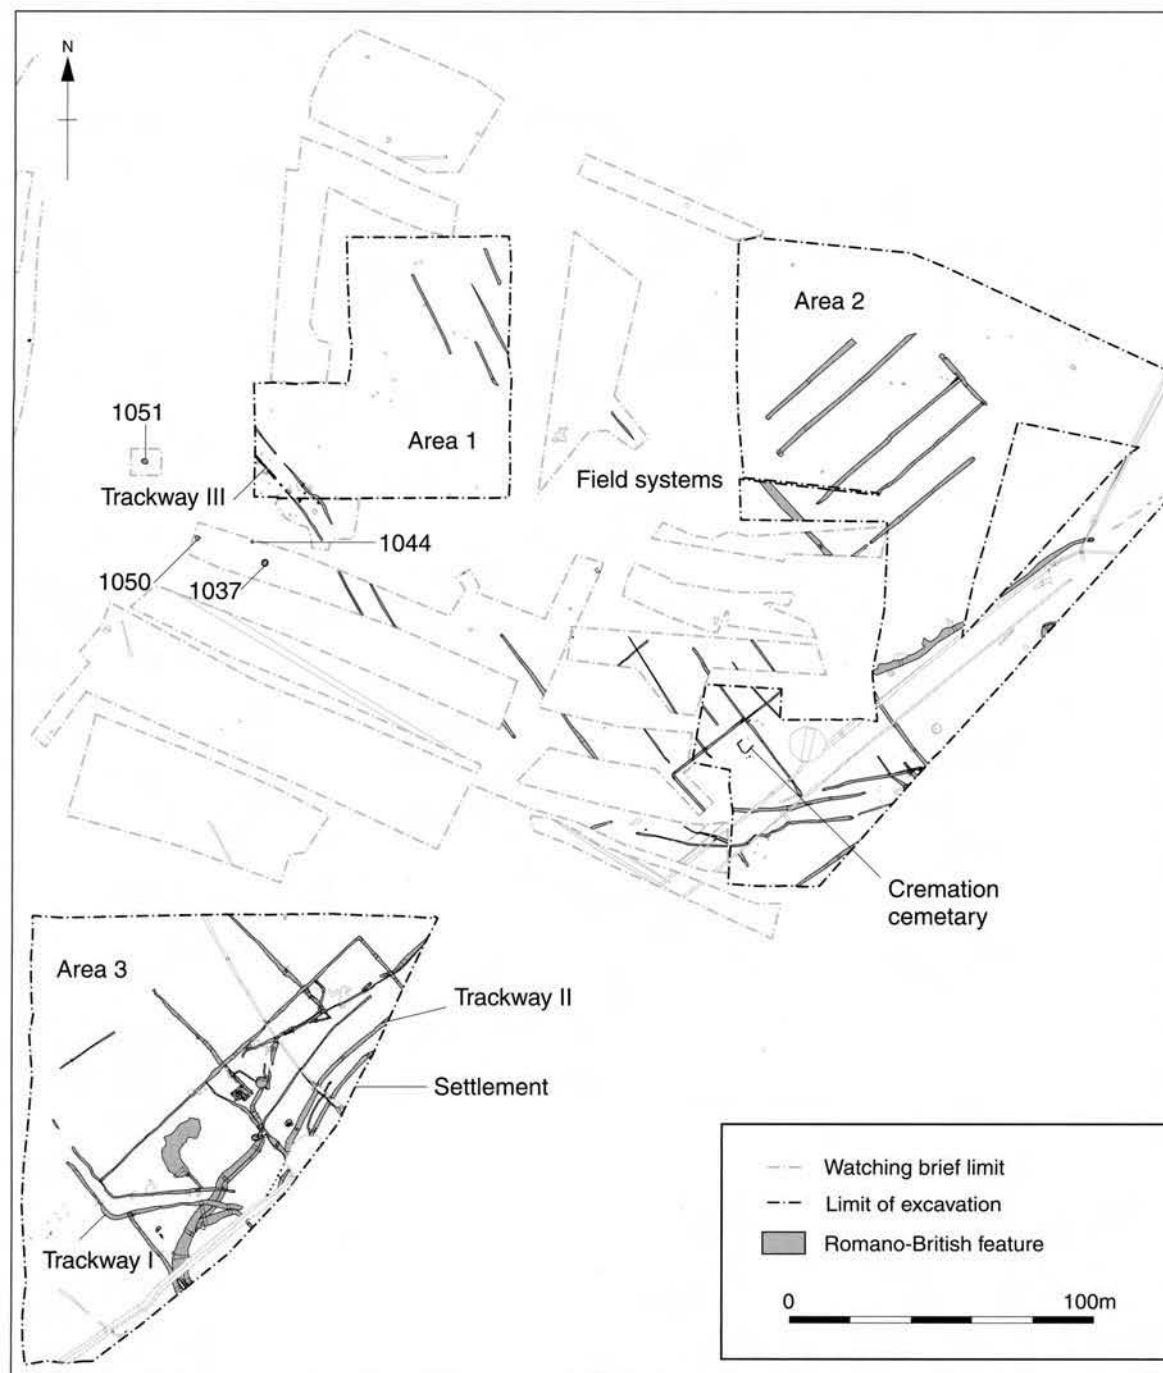 N
Area 2
1051
Area 1
Field systems
Trackway III
1044
1050
1037
Cremation
cemetary
Area 3
Trackway II
Settlement
Trackway I
Watching brief limit
Limit of excavation
Romano-British feature
0 100m